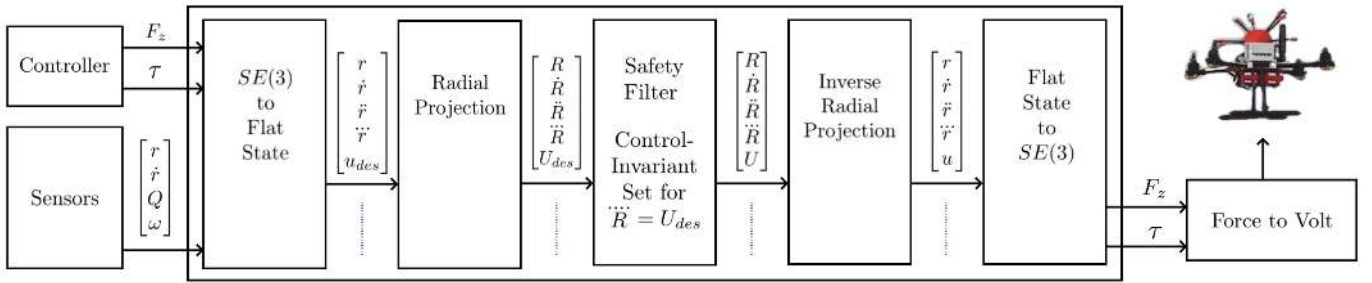 Controller
F_z
τ
Sensors
r
ṙ
Q
ω
SE(3)
to
Flat
State
r
ṙ
r̈
r⃛
u_des
Radial
Projection
R
Ṙ
R̈
R⃛
U_des
Safety
Filter
Control-
Invariant
Set for
R⃜ = U_des
R
Ṙ
R̈
R⃛
U
Inverse
Radial
Projection
r
ṙ
r̈
r⃛
u
Flat
State
to
SE(3)
F_z
τ
Force to Volt